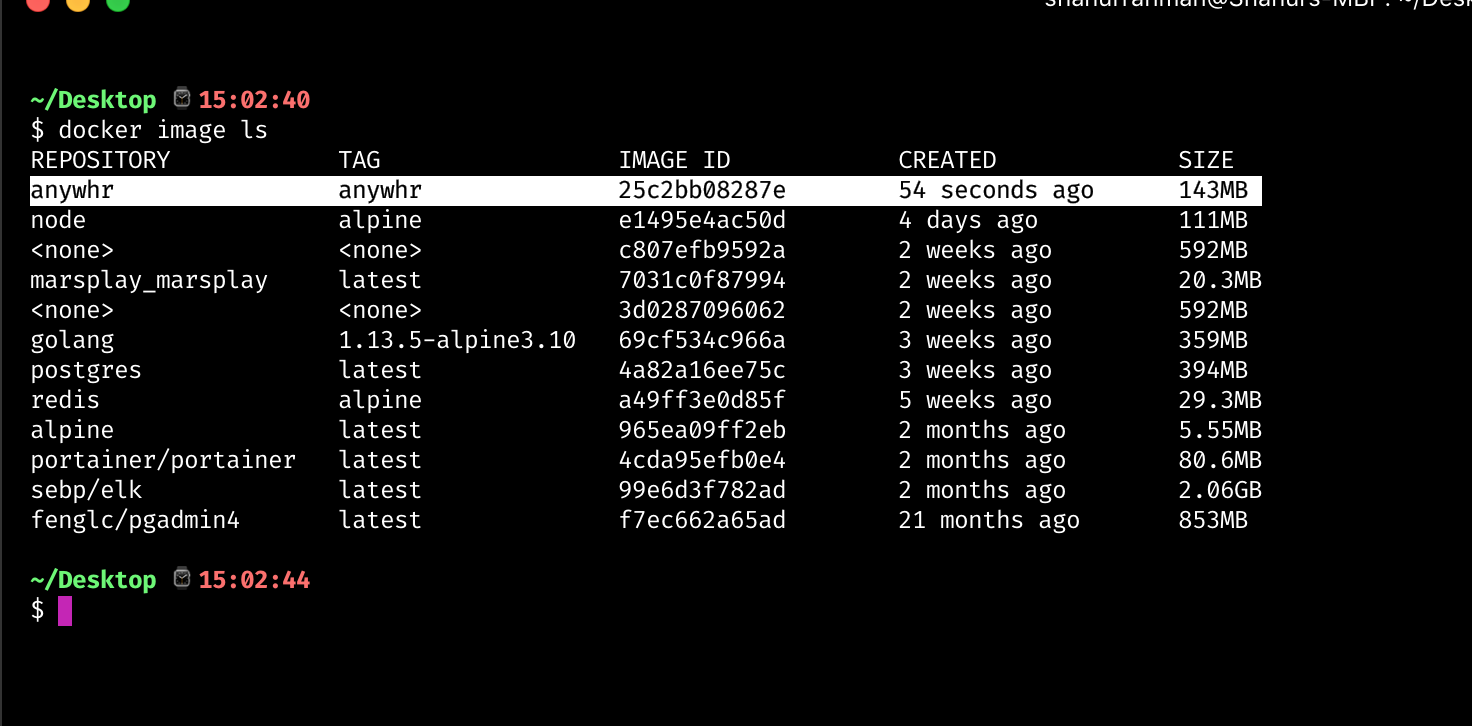 ~/Desktop ⌚ 15:02:40
$ docker image ls
REPOSITORY TAG IMAGE ID CREATED SIZE
anywhr anywhr 25c2bb08287e 54 seconds ago 143MB
node alpine e1495e4ac50d 4 days ago 111MB
<none> <none> c807efb9592a 2 weeks ago 592MB
marsplay_marsplay latest 7031c0f87994 2 weeks ago 20.3MB
<none> <none> 3d0287096062 2 weeks ago 592MB
golang 1.13.5-alpine3.10 69cf534c966a 3 weeks ago 359MB
postgres latest 4a82a16ee75c 3 weeks ago 394MB
redis alpine a49ff3e0d85f 5 weeks ago 29.3MB
alpine latest 965ea09ff2eb 2 months ago 5.55MB
portainer/portainer latest 4cda95efb0e4 2 months ago 80.6MB
sebp/elk latest 99e6d3f782ad 2 months ago 2.06GB
fenglc/pgadmin4 latest f7ec662a65ad 21 months ago 853MB
~/Desktop ⌚ 15:02:44
$